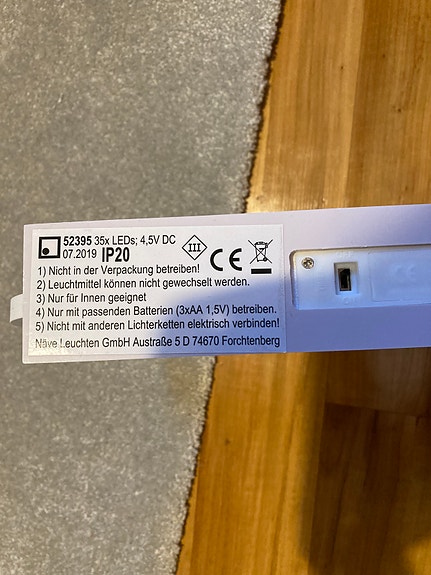 52395 35x LEDs; 4,5V DC
07.2019 IP20
III
CE
1) Nicht in der Verpackung betreiben!
2) Leuchtmittel können nicht gewechselt werden.
3) Nur für Innen geeignet
4) Nur mit passenden Batterien (3xAA 1,5V) betreiben.
5) Nicht mit anderen Lichterketten elektrisch verbinden!
Näve Leuchten GmbH Austraße 5 D 74670 Forchtenberg